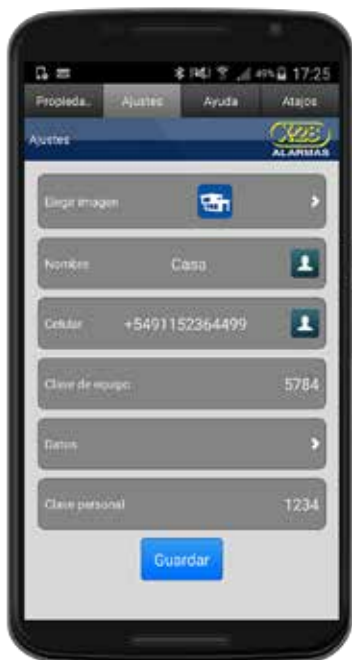 49% 17:25
Propieda.. Ajustes Ayuda Atajos
Ajustes
X28
ALARMAS
Elegir imagen
Nombre Casa
Celular +5491152364499
Clave de equipo 5784
Datos
Clave personal 1234
Guardar